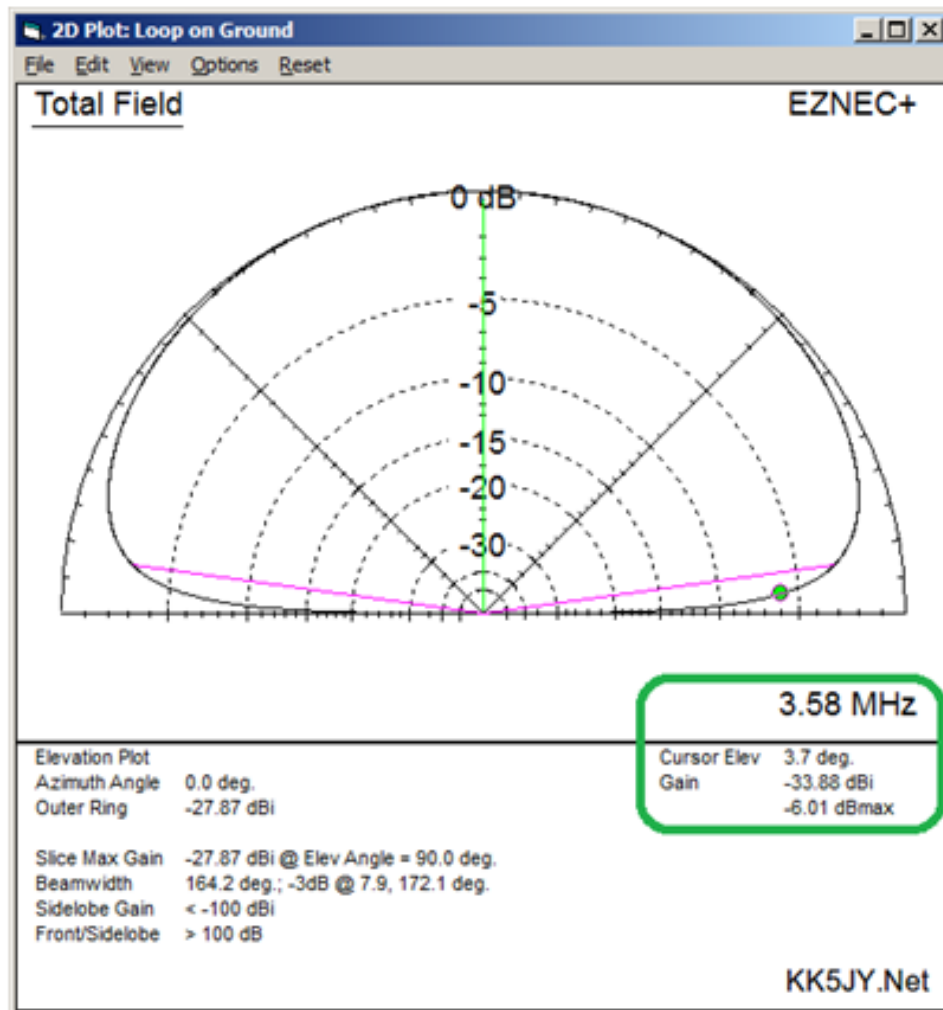 2D Plot: Loop on Ground
File Edit View Options Reset
Total Field EZNEC+
0 dB
-5
-10
-15
-20
-30
3.58 MHz
Elevation Plot Cursor Elev 3.7 deg.
Azimuth Angle 0.0 deg. Gain -33.88 dBi
Outer Ring -27.87 dBi -6.01 dBmax
Slice Max Gain -27.87 dBi @ Elev Angle = 90.0 deg.
Beamwidth 164.2 deg.; -3dB @ 7.9, 172.1 deg.
Sidelobe Gain < -100 dBi
Front/Sidelobe > 100 dB
KK5JY.Net